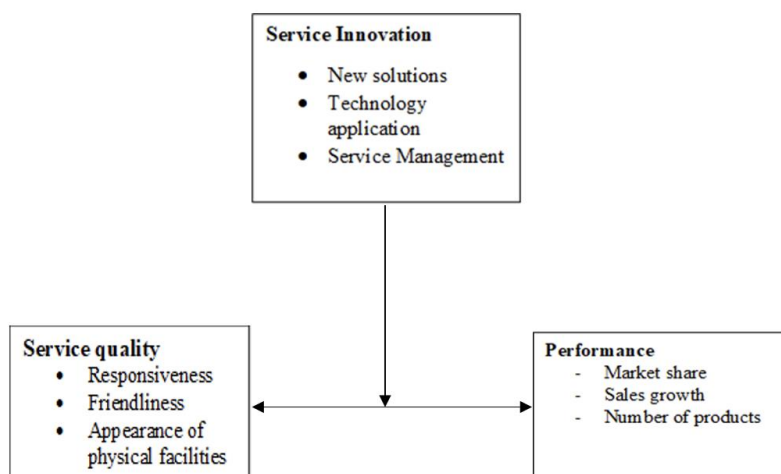 Service Innovation
• New solutions
• Technology
application
• Service Management
Service quality
• Responsiveness
• Friendliness
• Appearance of
physical facilities
Performance
- Market share
- Sales growth
- Number of products